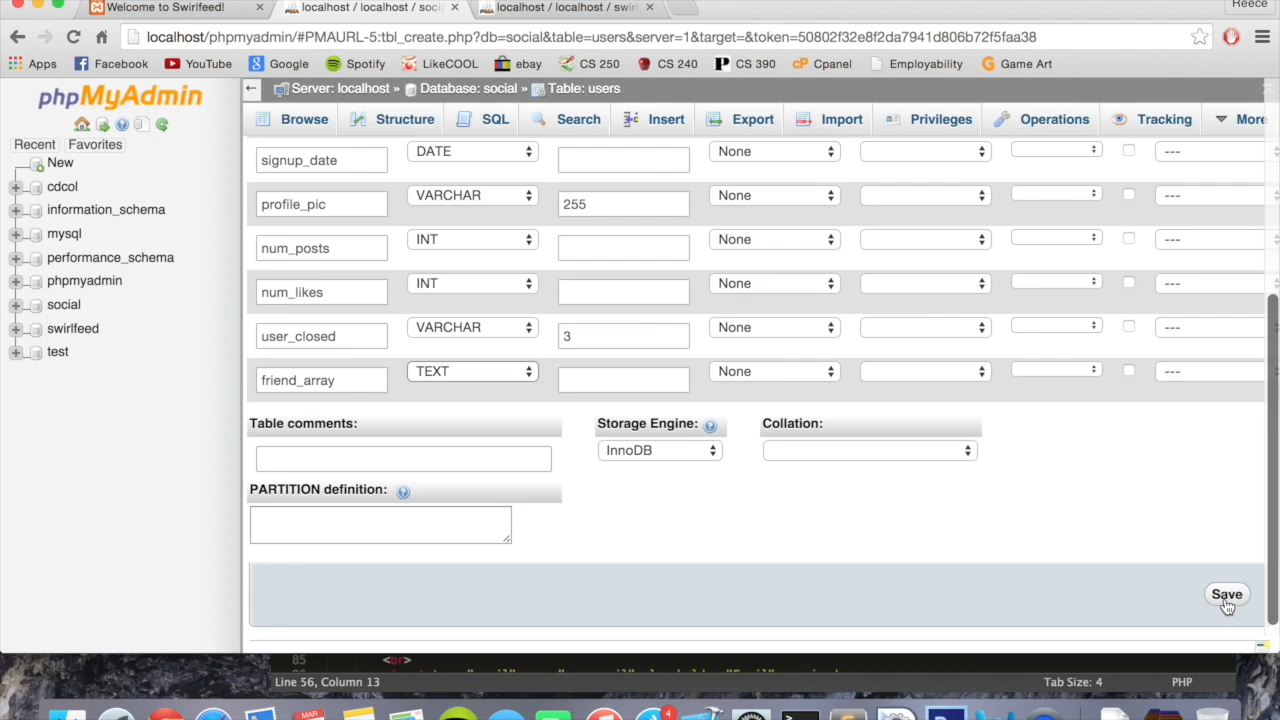 Welcome to Swirlfeed!
localhost / localhost / soci
localhost / localhost / swirl
Reece
localhost/phpmyadmin/#PMAURL-5:tbl_create.php?db=social&table=users&server=1&target=&token=50802f32e8f2da7941d806b72f5faa38
Apps Facebook YouTube Google Spotify LikeCOOL ebay CS 250 CS 240 CS 390 Cpanel Employability Game Art
phpMyAdmin
Server: localhost » Database: social » Table: users
Browse Structure SQL Search Insert Export Import Privileges Operations Tracking More
Recent Favorites
New
cdcol
information_schema
mysql
performance_schema
phpmyadmin
social
swirlfeed
test
signup_date DATE None ---
profile_pic VARCHAR 255 None ---
num_posts INT None ---
num_likes INT None ---
user_closed VARCHAR 3 None ---
friend_array TEXT None ---
Table comments: Storage Engine: Collation:
InnoDB
PARTITION definition:
Save
85 <br>
Line 56, Column 13 Tab Size: 4 PHP
MAR 4